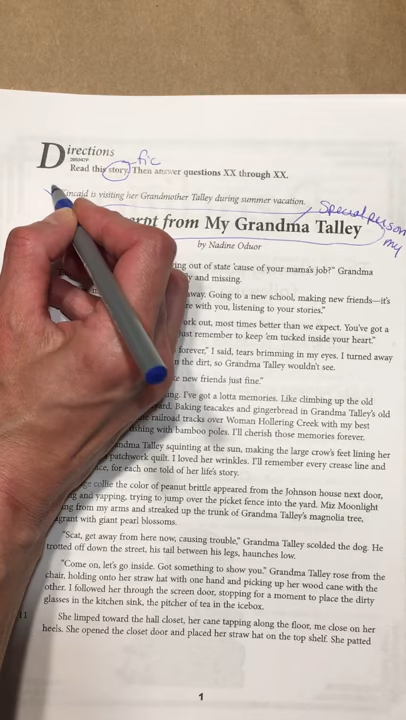 Directions
fic
Read this story. Then answer questions XX through XX.
Kincaid is visiting her Grandmother Talley during summer vacation.
Special person
from My Grandma Talley
my
by Nadine Oduor
out of state 'cause of your mama's job?" Grandma
and missing.
away. Going to a new school, making new friends—it's
with you, listening to your stories."
work out, most times better than we expect. You've got a
just remember to keep 'em tucked inside your heart."
forever," I said, tears brimming in my eyes. I turned away
in the dirt, so Grandma wouldn't see.
new friends just fine."
I've got a lotta memories. Like climbing up the old
Baking teacakes and gingerbread in Grandma Talley's old
railroad tracks over Woman Hollering Creek with my best
fishing with bamboo poles. I'll cherish those memories forever.
Grandma Talley squinting at the sun, making the large crow's feet lining her
patchwork quilt. I loved her wrinkles. I'll remember every crease and line
for each one told of her life's story.
collie the color of peanut brittle appeared from the Johnson house next door,
and yapping, trying to jump over the picket fence into the yard. Miz Moonlight
from my arms and streaked up the trunk of Grandma Talley's magnolia tree,
fragrant with giant pearl blossoms.
"Scat, get away from here now, causing trouble," Grandma Talley scolded the dog. He
trotted off down the street, his tail between his legs, haunches low.
"Come on, let's go inside. Got something to show you." Grandma Talley rose from the
chair, holding onto her straw hat with one hand and picking up her wood cane with the
other. I followed her through the screen door, stopping for a moment to place the dirty
glasses in the kitchen sink, the pitcher of tea in the icebox.
11 She limped toward the hall closet, her cane tapping along the floor, me close on her
heels. She opened the closet door and placed her straw hat on the top shelf. She patted
1